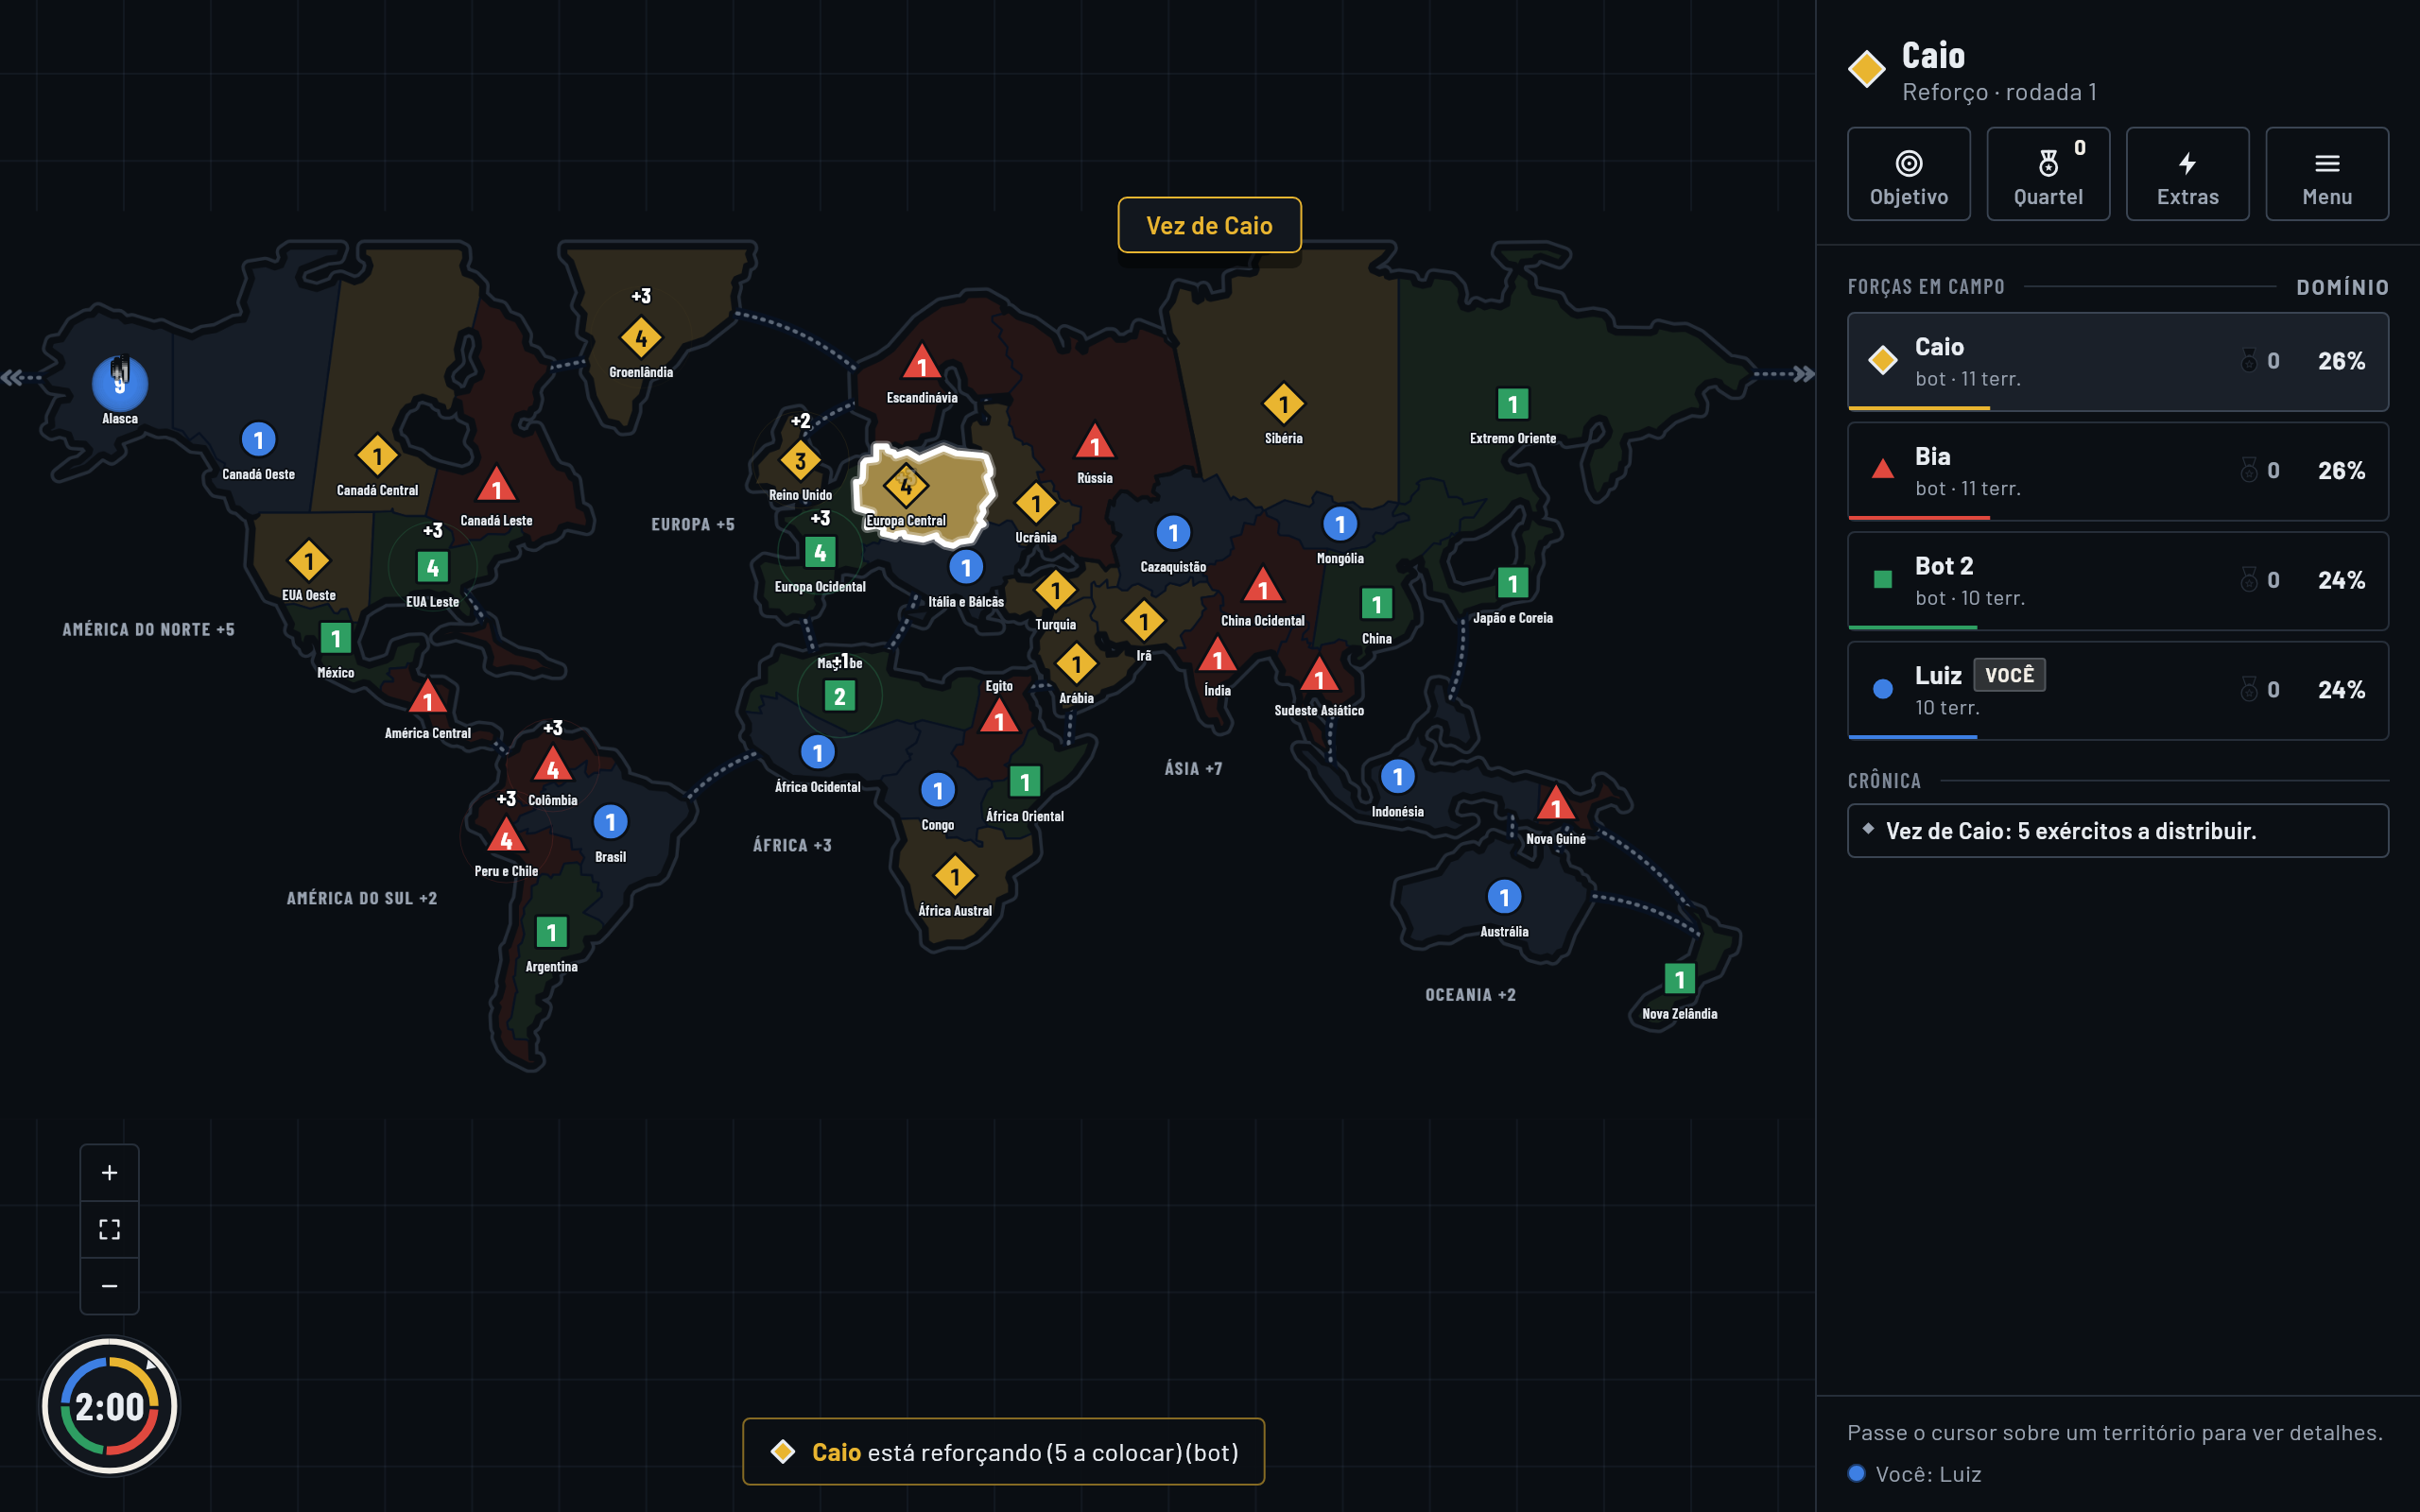 Caio
Reforço · rodada 1
Objetivo
0
Quartel
Extras
Menu
FORÇAS EM CAMPO
DOMÍNIO
Caio
bot · 11 terr.
0
26%
Bia
bot · 11 terr.
0
26%
Bot 2
bot · 10 terr.
0
24%
Luiz
VOCÊ
10 terr.
0
24%
CRÔNICA
Vez de Caio: 5 exércitos a distribuir.
Passe o cursor sobre um território para ver detalhes.
Você: Luiz
Vez de Caio
+3
4
Groenlândia
Alasca
1
Canadá Oeste
1
Canadá Central
1
Canadá Leste
1
EUA Oeste
+3
4
EUA Leste
1
México
1
América Central
AMÉRICA DO NORTE +5
+3
4
Colômbia
+3
4
Peru e Chile
1
Brasil
1
Argentina
AMÉRICA DO SUL +2
1
Escandinávia
+2
3
Reino Unido
4
Europa Central
+3
4
Europa Ocidental
1
Itália e Bálcãs
1
Ucrânia
1
Rússia
EUROPA +5
1
Sibéria
1
Extremo Oriente
1
Cazaquistão
1
Mongólia
1
Turquia
1
Irã
1
Arábia
1
China Ocidental
1
China
1
Japão e Coreia
1
Índia
1
Sudeste Asiático
ÁSIA +7
+1
2
Egito
1
1
África Ocidental
1
Congo
1
África Oriental
1
África Austral
ÁFRICA +3
1
Indonésia
1
Nova Guiné
1
Austrália
1
Nova Zelândia
OCEANIA +2
+
−
2:00
Caio está reforçando (5 a colocar) (bot)